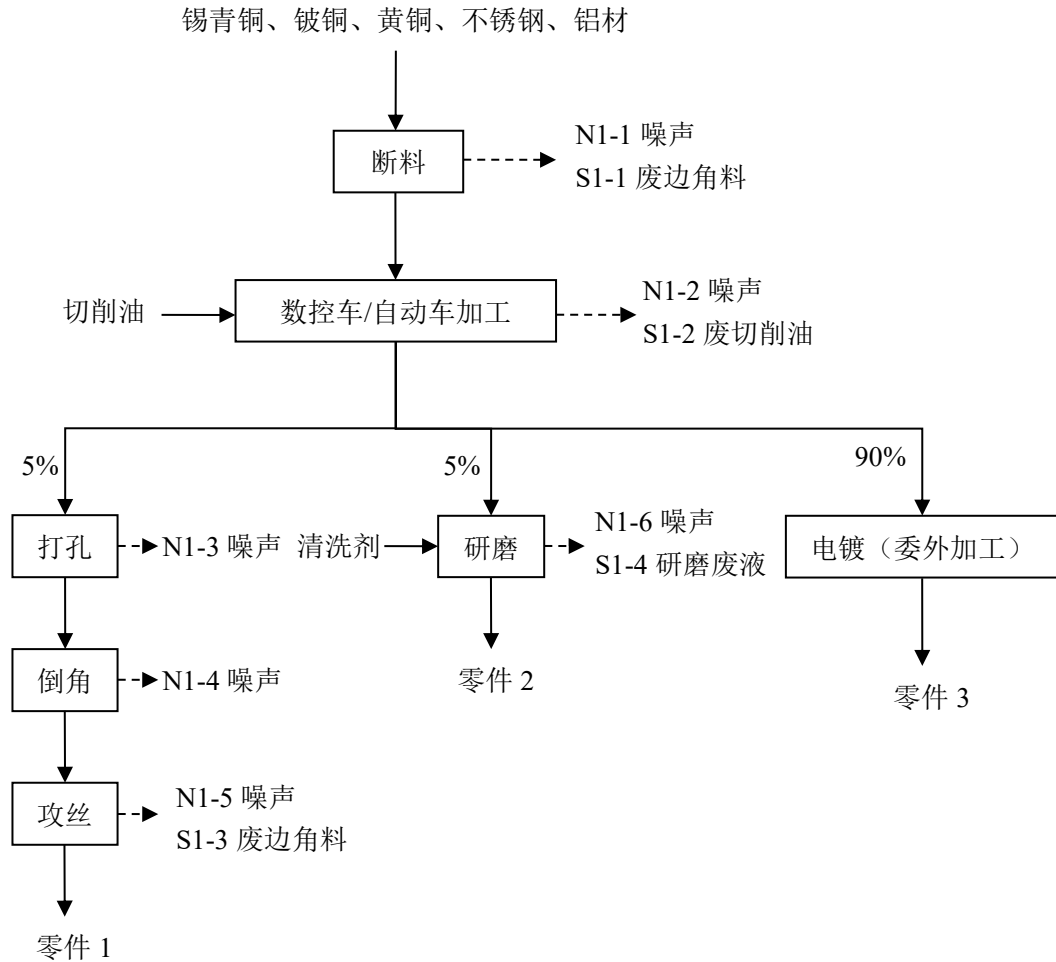 锡青铜、铍铜、黄铜、不锈钢、铝材
断料
N1-1 噪声
S1-1 废边角料
切削油
数控车/自动车加工
N1-2 噪声
S1-2 废切削油
5%
5%
90%
打孔
N1-3 噪声
清洗剂
研磨
N1-6 噪声
S1-4 研磨废液
电镀（委外加工）
倒角
N1-4 噪声
零件 2
零件 3
攻丝
N1-5 噪声
S1-3 废边角料
零件 1